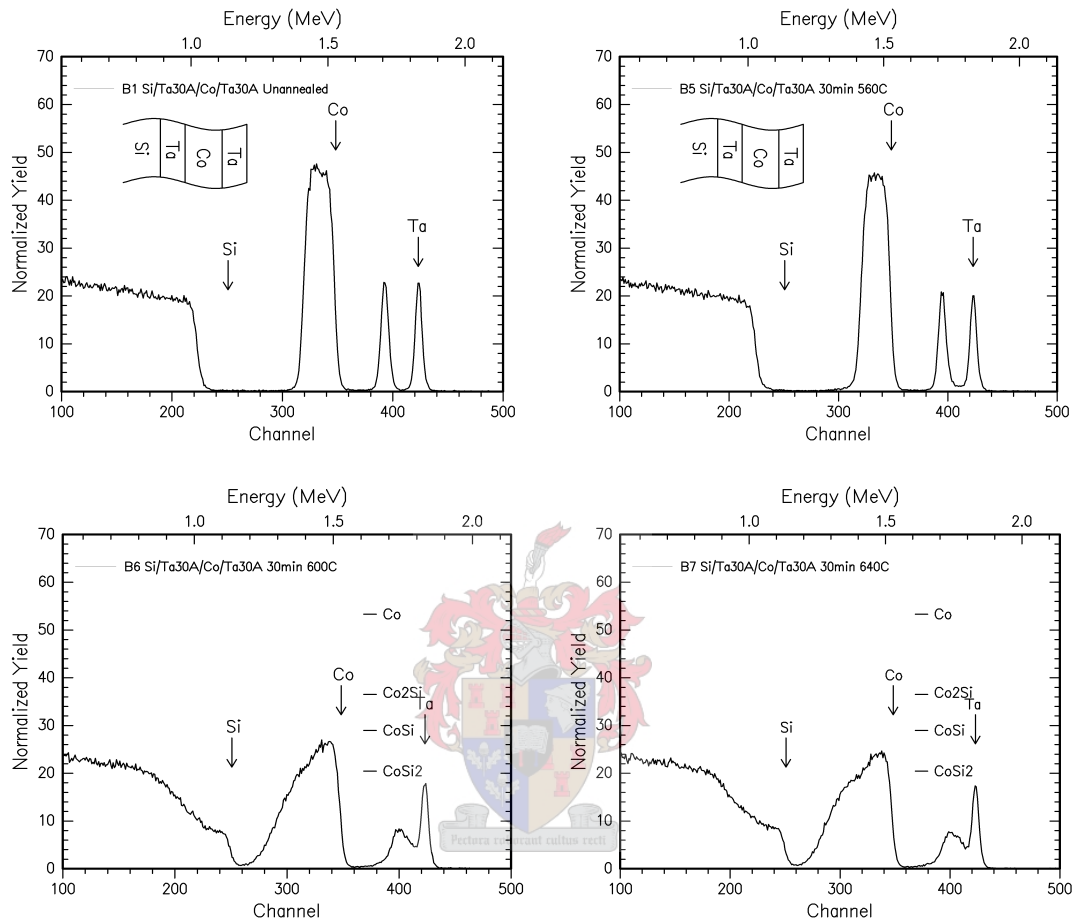 Energy (MeV)
1.0 1.5 2.0
70
60
50
40
30
20
10
0
Normalized Yield
B1 Si/Ta30A/Co/Ta30A Unannealed
Si Ta Co Ta
Si
Co
Ta
100 200 300 400 500
Channel
Energy (MeV)
1.0 1.5 2.0
70
60
50
40
30
20
10
0
Normalized Yield
B5 Si/Ta30A/Co/Ta30A 30min 560C
Si Ta Co Ta
Si
Co
Ta
100 200 300 400 500
Channel
Energy (MeV)
1.0 1.5 2.0
70
60
50
40
30
20
10
0
Normalized Yield
B6 Si/Ta30A/Co/Ta30A 30min 600C
Co
Co2Si
CoSi
CoSi2
Si
Co
Ta
100 200 300 400 500
Channel
Energy (MeV)
1.0 1.5 2.0
70
60
50
40
30
20
10
0
Normalized Yield
B7 Si/Ta30A/Co/Ta30A 30min 640C
Co
Co2Si
CoSi
CoSi2
Si
Co
Ta
100 200 300 400 500
Channel
Pectora roborant cultus recti